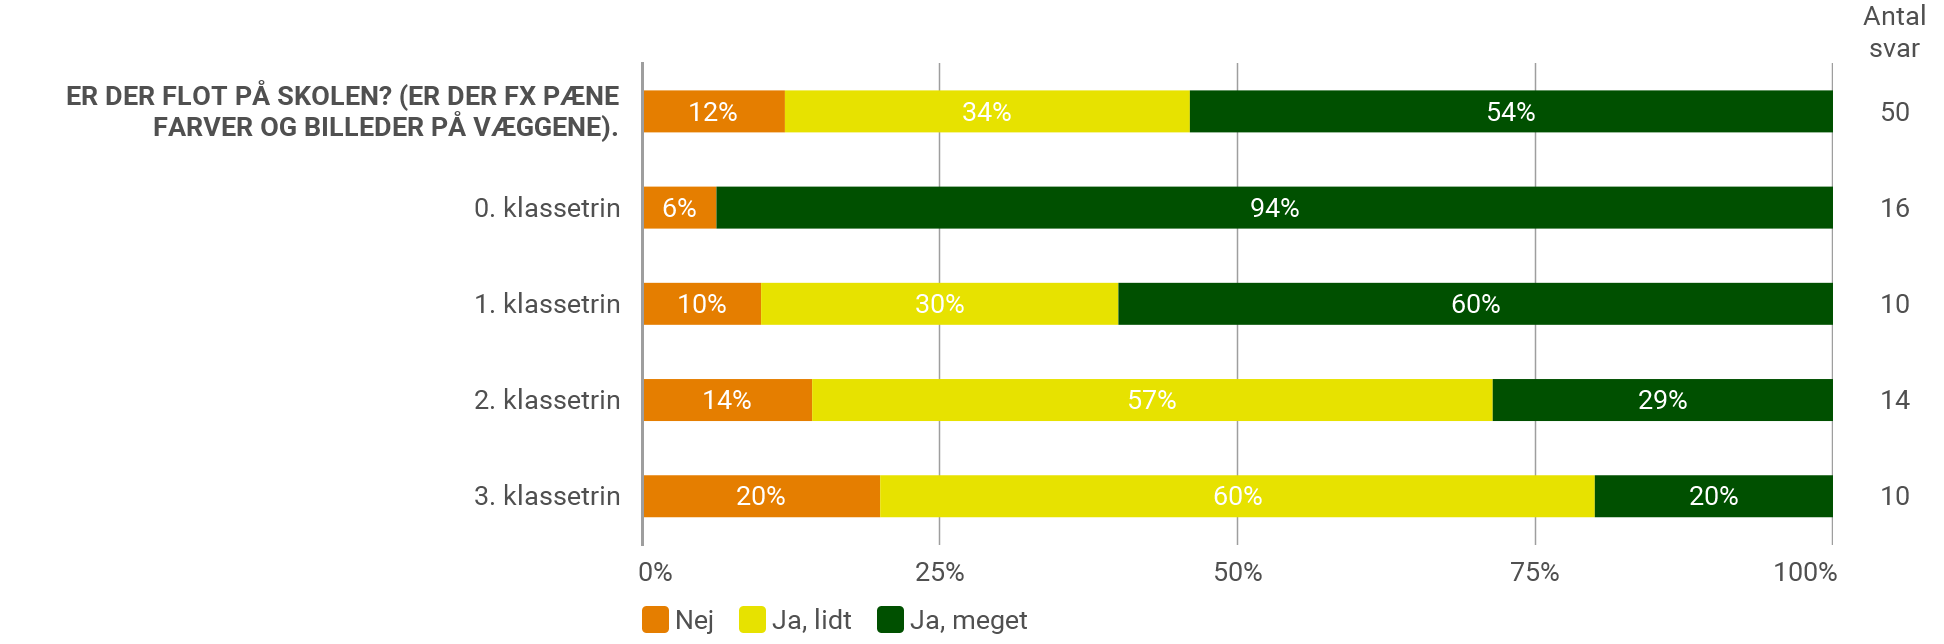 Antal
svar
ER DER FLOT PÅ SKOLEN? (ER DER FX PÆNE
FARVER OG BILLEDER PÅ VÆGGENE).
12% 34% 54% 50
0. klassetrin 6% 94% 16
1. klassetrin 10% 30% 60% 10
2. klassetrin 14% 57% 29% 14
3. klassetrin 20% 60% 20% 10
0% 25% 50% 75% 100%
Nej Ja, lidt Ja, meget